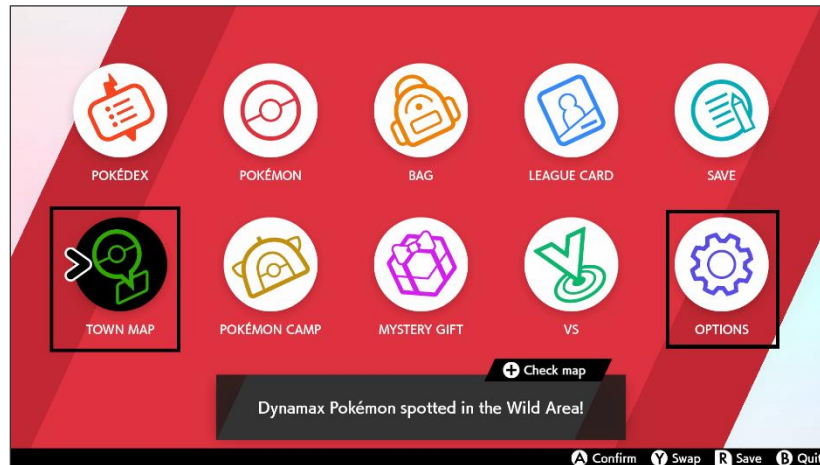 POKÉDEX
POKÉMON
BAG
LEAGUE CARD
SAVE
TOWN MAP
POKÉMON CAMP
MYSTERY GIFT
VS
OPTIONS
+ Check map
Dynamax Pokémon spotted in the Wild Area!
A Confirm Y Swap R Save B Quit